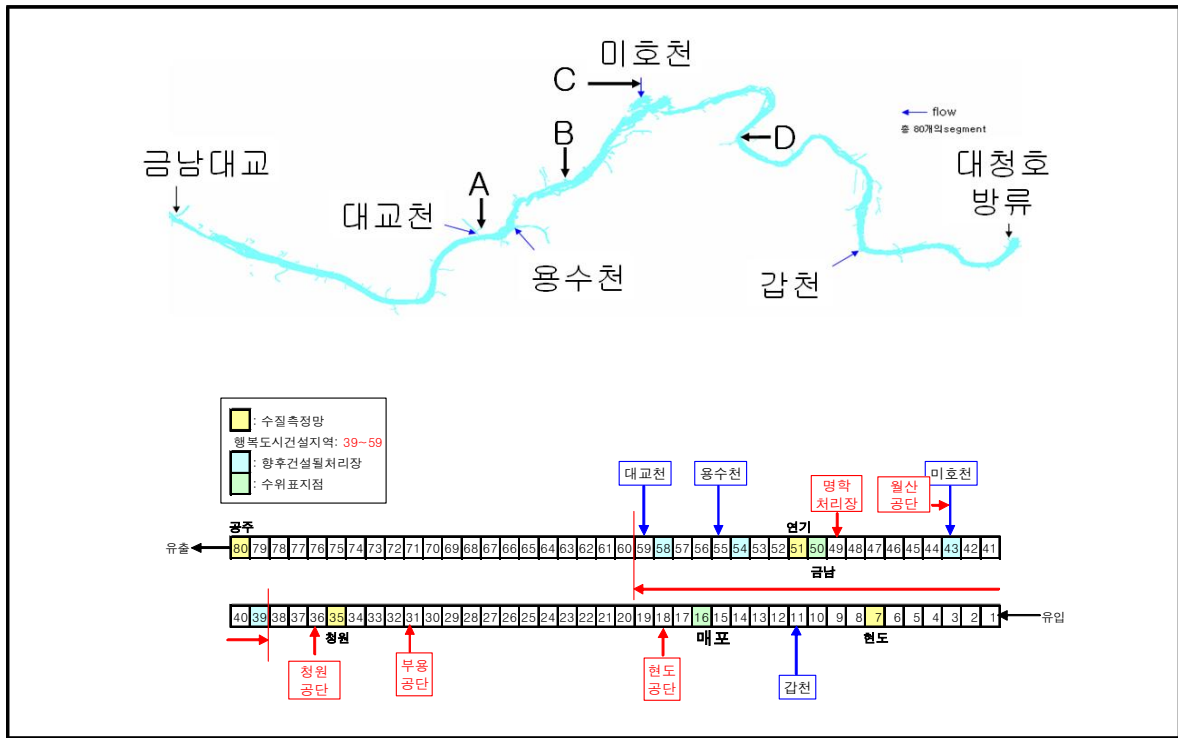 미호천
C
flow
총 80개의segment
B
D
금남대교
A
대청호
방류
대교천
용수천
갑천
: 수질측정망
행복도시건설지역: 39~59
: 향후건설될처리장
: 수위표지점
대교천
용수천
명학
처리장
월산
공단
미호천
공주
연기
유출
80 79 78 77 76 75 74 73 72 71 70 69 68 67 66 65 64 63 62 61 60 59 58 57 56 55 54 53 52 51 50 49 48 47 46 45 44 43 42 41
금남
40 39 38 37 36 35 34 33 32 31 30 29 28 27 26 25 24 23 22 21 20 19 18 17 16 15 14 13 12 11 10 9 8 7 6 5 4 3 2 1
유입
청원
매포
현도
청원
공단
부용
공단
현도
공단
갑천